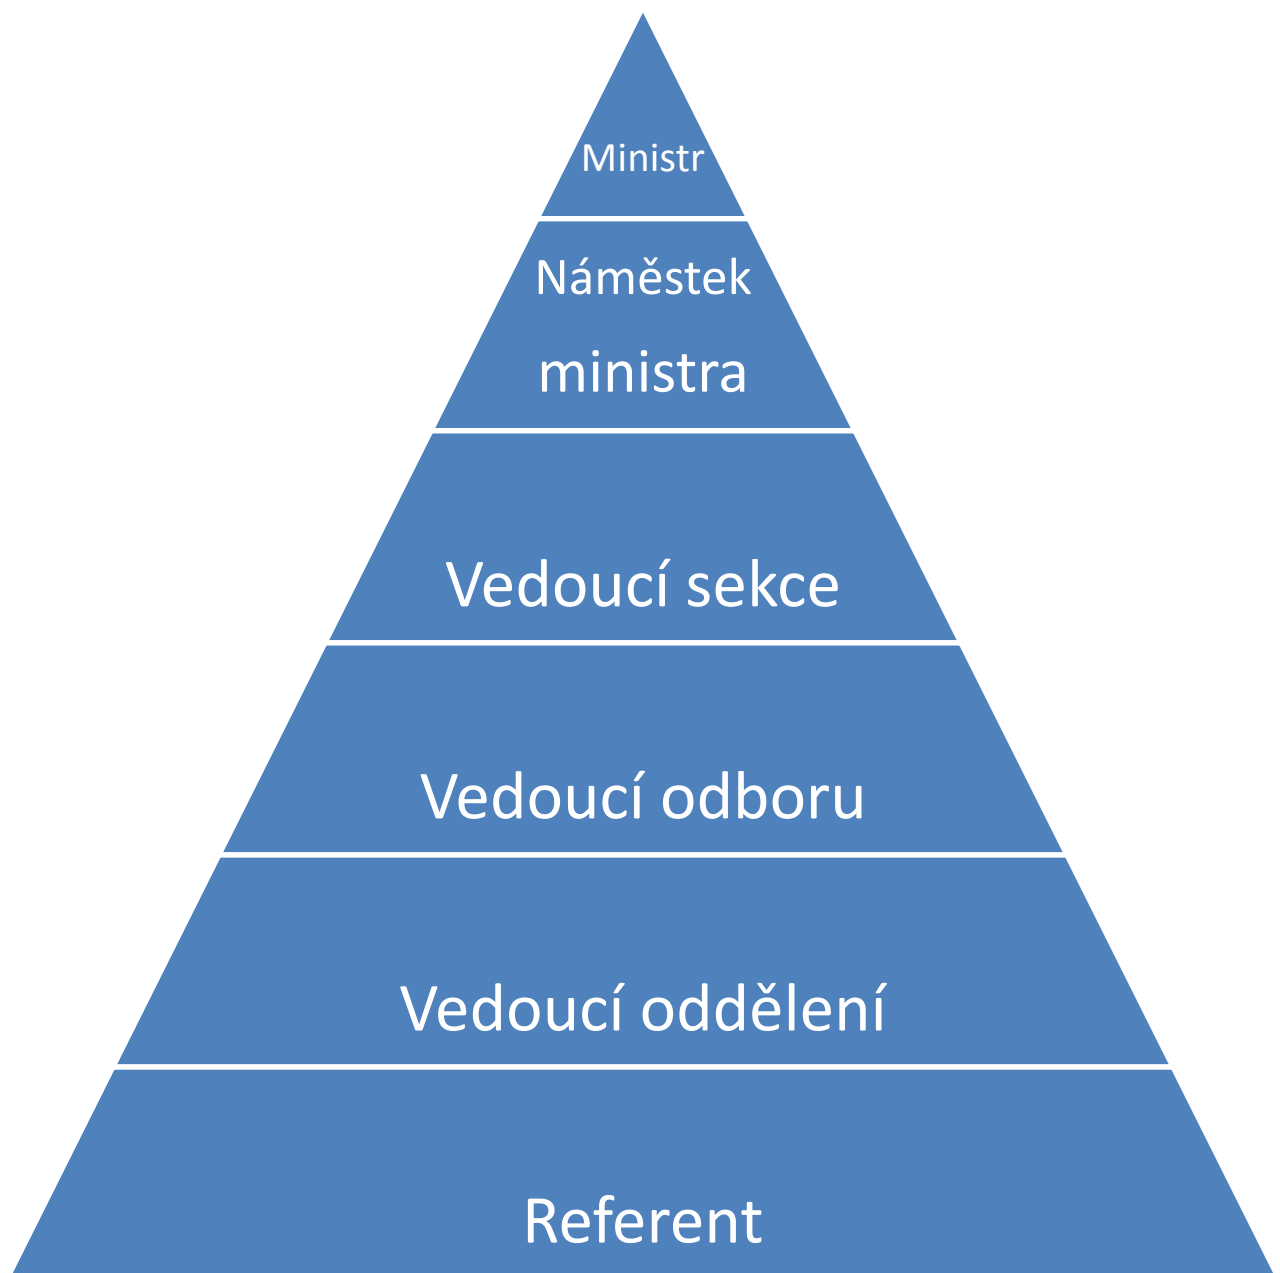 Ministr
Náměstek
ministra
Vedoucí sekce
Vedoucí odboru
Vedoucí oddělení
Referent